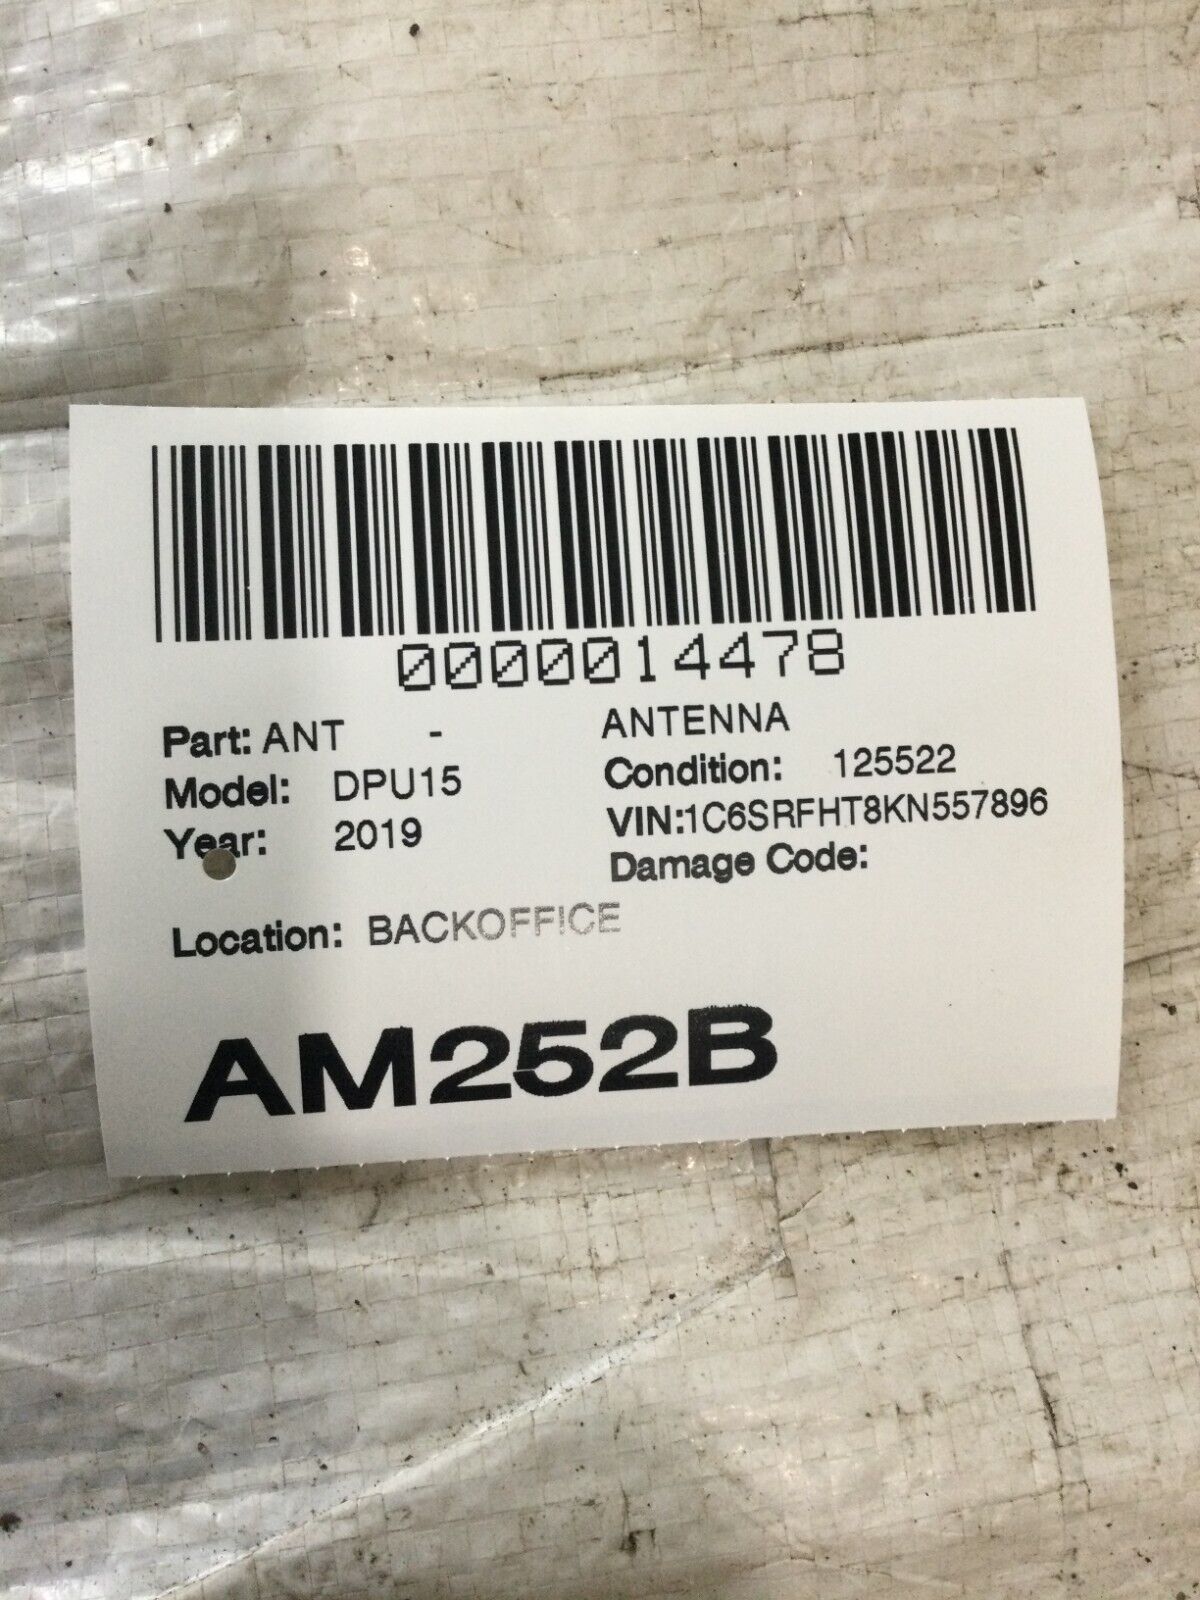 0000014478
Part: ANT - ANTENNA
Model: DPU15 Condition: 125522
Year: 2019 VIN:1C6SRFHT8KN557896
Damage Code:
Location: BACKOFFICE
AM252B